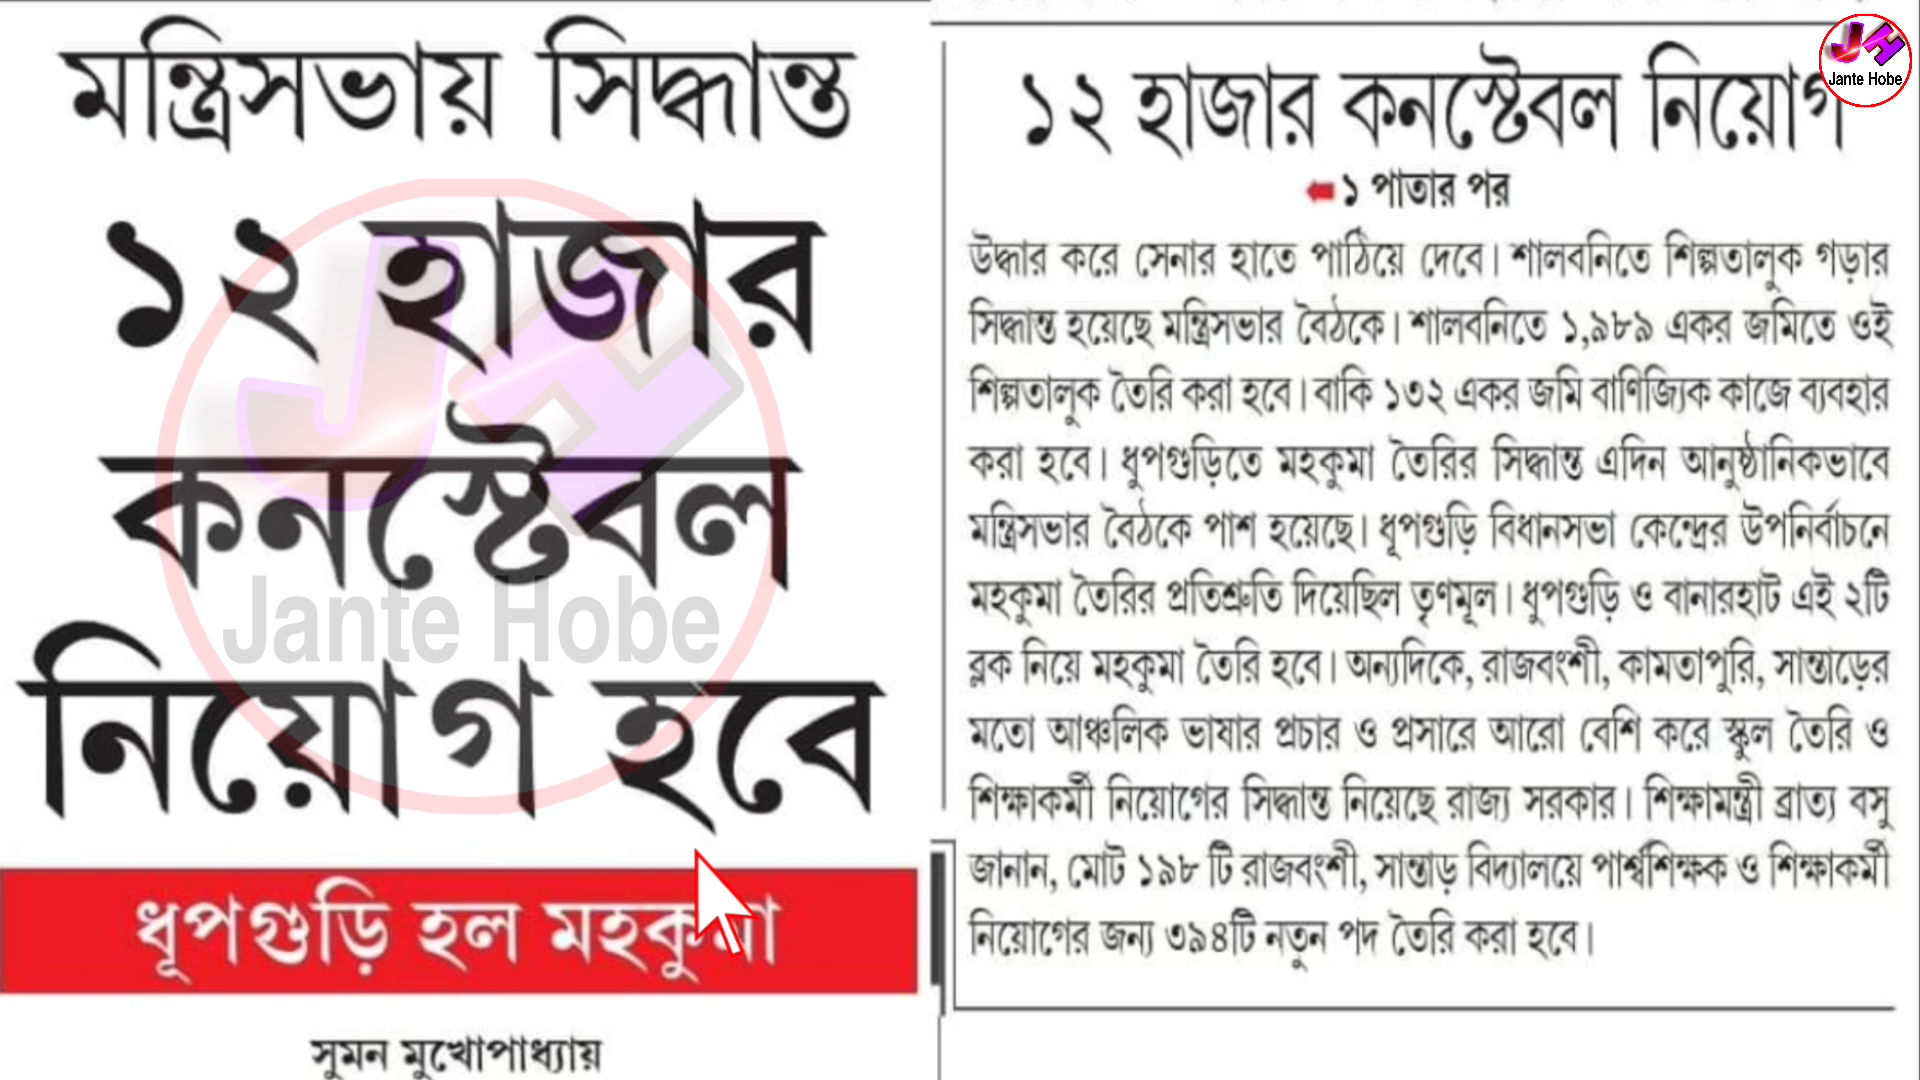 মন্ত্রিসভায় সিদ্ধান্ত
১২ হাজার
কনস্টেবল
নিয়োগ হবে
Jante Hobe
ধূপগুড়ি হল মহকুমা
সুমন মুখোপাধ্যায়
JH
Jante Hobe
১২ হাজার কনস্টেবল নিয়োগ
১ পাতার পর
উদ্ধার করে সেনার হাতে পাঠিয়ে দেবে। শালবনিতে শিল্পতালুক গড়ার
সিদ্ধান্ত হয়েছে মন্ত্রিসভার বৈঠকে। শালবনিতে ১,৯৮৯ একর জমিতে ওই
শিল্পতালুক তৈরি করা হবে। বাকি ১৩২ একর জমি বাণিজ্যিক কাজে ব্যবহার
করা হবে। ধুপগুড়িতে মহকুমা তৈরির সিদ্ধান্ত এদিন আনুষ্ঠানিকভাবে
মন্ত্রিসভার বৈঠকে পাশ হয়েছে। ধূপগুড়ি বিধানসভা কেন্দ্রের উপনির্বাচনে
মহকুমা তৈরির প্রতিশ্রুতি দিয়েছিল তৃণমূল। ধুপগুড়ি ও বানারহাট এই ২টি
ব্লক নিয়ে মহকুমা তৈরি হবে। অন্যদিকে, রাজবংশী, কামতাপুরি, সান্তাড়ের
মতো আঞ্চলিক ভাষার প্রচার ও প্রসারে আরো বেশি করে স্কুল তৈরি ও
শিক্ষাকর্মী নিয়োগের সিদ্ধান্ত নিয়েছে রাজ্য সরকার। শিক্ষামন্ত্রী ব্রাত্য বসু
জানান, মোট ১৯৮ টি রাজবংশী, সান্তাড় বিদ্যালয়ে পার্শ্বশিক্ষক ও শিক্ষাকর্মী
নিয়োগের জন্য ৩৯৪টি নতুন পদ তৈরি করা হবে।